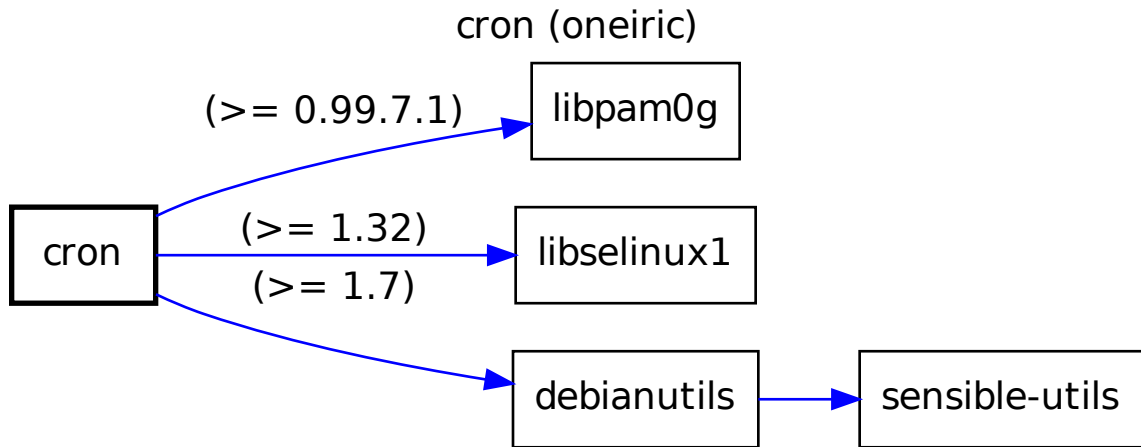 cron (oneiric)
(>= 0.99.7.1)
libpam0g
cron
(>= 1.32)
libselinux1
(>= 1.7)
debianutils
sensible-utils